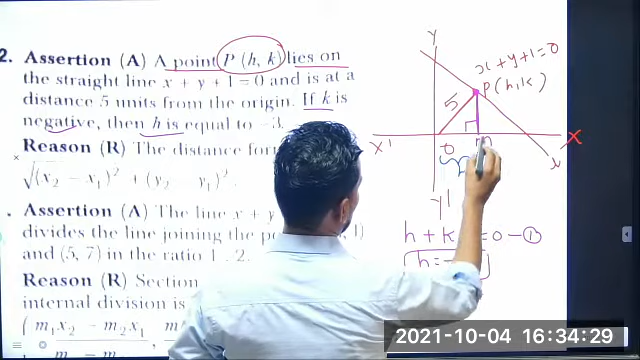 2. Assertion (A) A point P (h, k) lies on
the straight line x + y + 1 = 0 and is at a
distance 5 units from the origin. If k is
negative, then h is equal to −3.
Reason (R) The distance for
√(x₂ − x₁)² + (y₂ − y₁)² .
Assertion (A) The line x + y
divides the line joining the po 1)
and (5, 7) in the ratio 1 : 2.
Reason (R) Section
internal division is
m₁x₂ − m₂x₁
y
x + y + 1 = 0
P(h,k)
5
X' O m X
y'
h + k = 0 – ①
h = –
2021-10-04 16:34:29